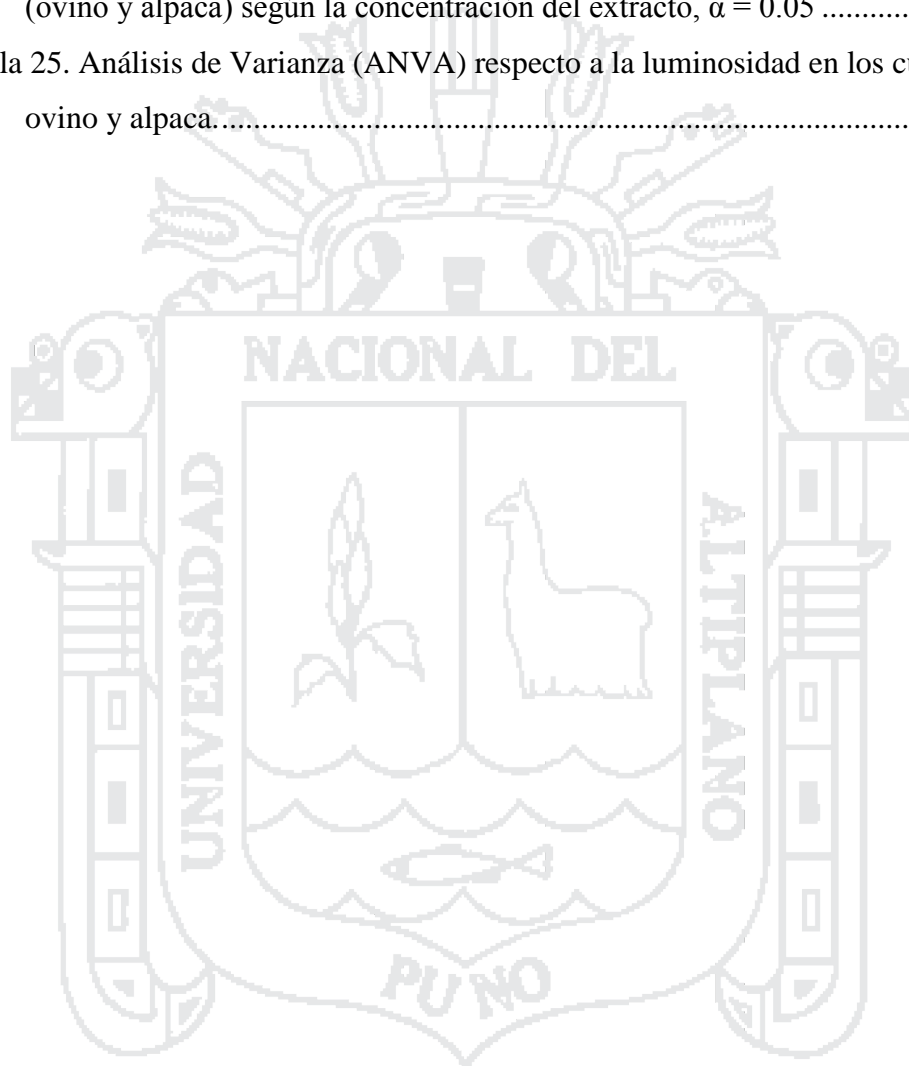 (ovino y alpaca) según la concentración del extracto, α = 0.05 ...........
la 25. Análisis de Varianza (ANVA) respecto a la luminosidad en los c
ovino y alpaca.......................................................................................
NACIONAL DEL
UNIVERSIDAD
ALTIPLANO
PUNO